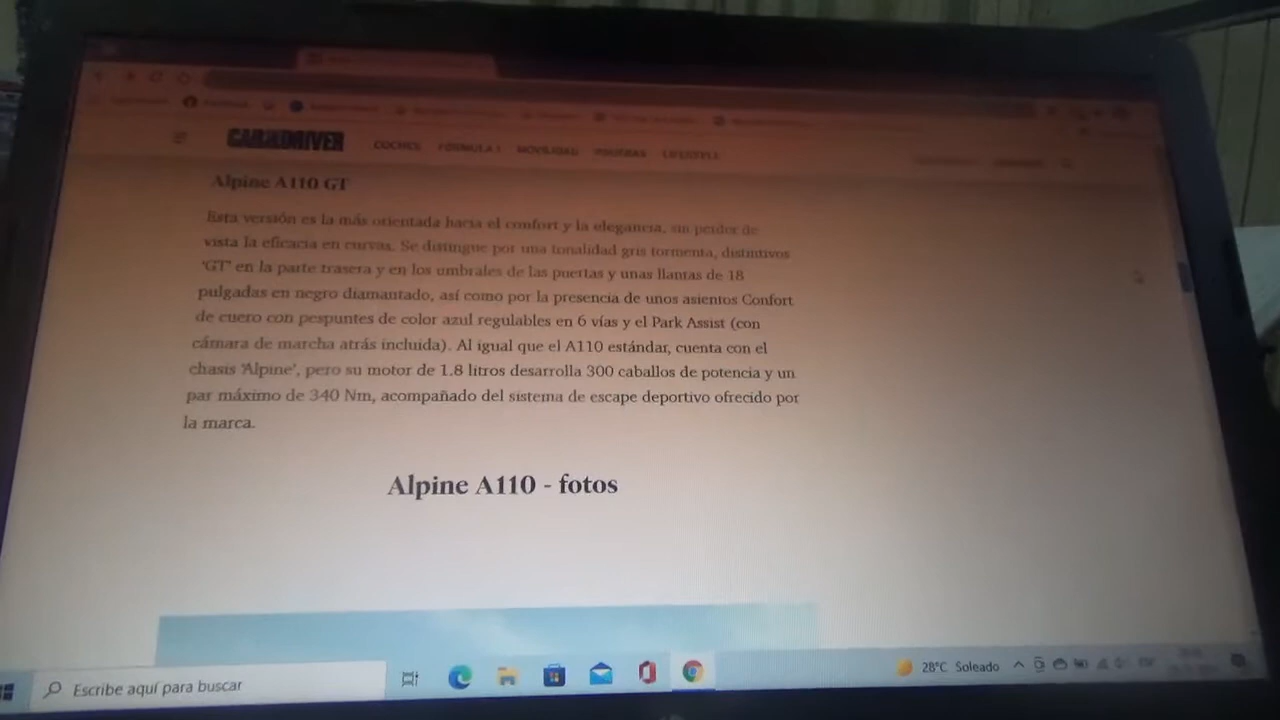 CAR AND DRIVER COCHES FÓRMULA 1 MOVILIDAD PRUEBAS LIFESTYLE
Alpine A110 GT
Esta versión es la más orientada hacia el confort y la elegancia, sin perder de
vista la eficacia en curvas. Se distingue por una tonalidad gris tormenta, distintivos
'GT' en la parte trasera y en los umbrales de las puertas y unas llantas de 18
pulgadas en negro diamantado, así como por la presencia de unos asientos Confort
de cuero con pespuntes de color azul regulables en 6 vías y el Park Assist (con
cámara de marcha atrás incluida). Al igual que el A110 estándar, cuenta con el
chasis 'Alpine', pero su motor de 1.8 litros desarrolla 300 caballos de potencia y un
par máximo de 340 Nm, acompañado del sistema de escape deportivo ofrecido por
la marca.
Alpine A110 - fotos
Escribe aquí para buscar
28°C Soleado